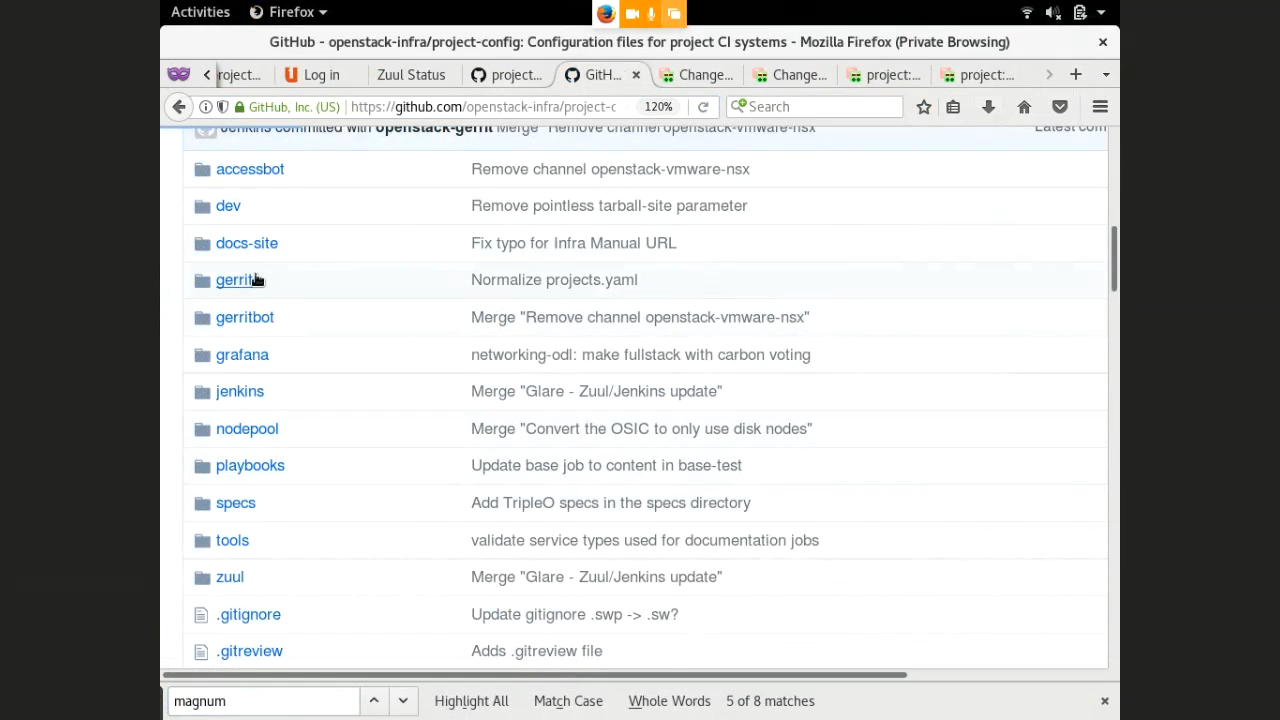 Activities Firefox
GitHub - openstack-infra/project-config: Configuration files for project CI systems - Mozilla Firefox (Private Browsing)
roject... Log in Zuul Status project... GitH... Change... Change... project:... project:...
GitHub, Inc. (US) https://github.com/openstack-infra/project-c 120% Search
Jenkins committed with openstack-gerrit Merge "Remove channel openstack-vmware-nsx" Latest com
accessbot Remove channel openstack-vmware-nsx
dev Remove pointless tarball-site parameter
docs-site Fix typo for Infra Manual URL
gerrit Normalize projects.yaml
gerritbot Merge "Remove channel openstack-vmware-nsx"
grafana networking-odl: make fullstack with carbon voting
jenkins Merge "Glare - Zuul/Jenkins update"
nodepool Merge "Convert the OSIC to only use disk nodes"
playbooks Update base job to content in base-test
specs Add TripleO specs in the specs directory
tools validate service types used for documentation jobs
zuul Merge "Glare - Zuul/Jenkins update"
.gitignore Update gitignore .swp -> .sw?
.gitreview Adds .gitreview file
magnum Highlight All Match Case Whole Words 5 of 8 matches